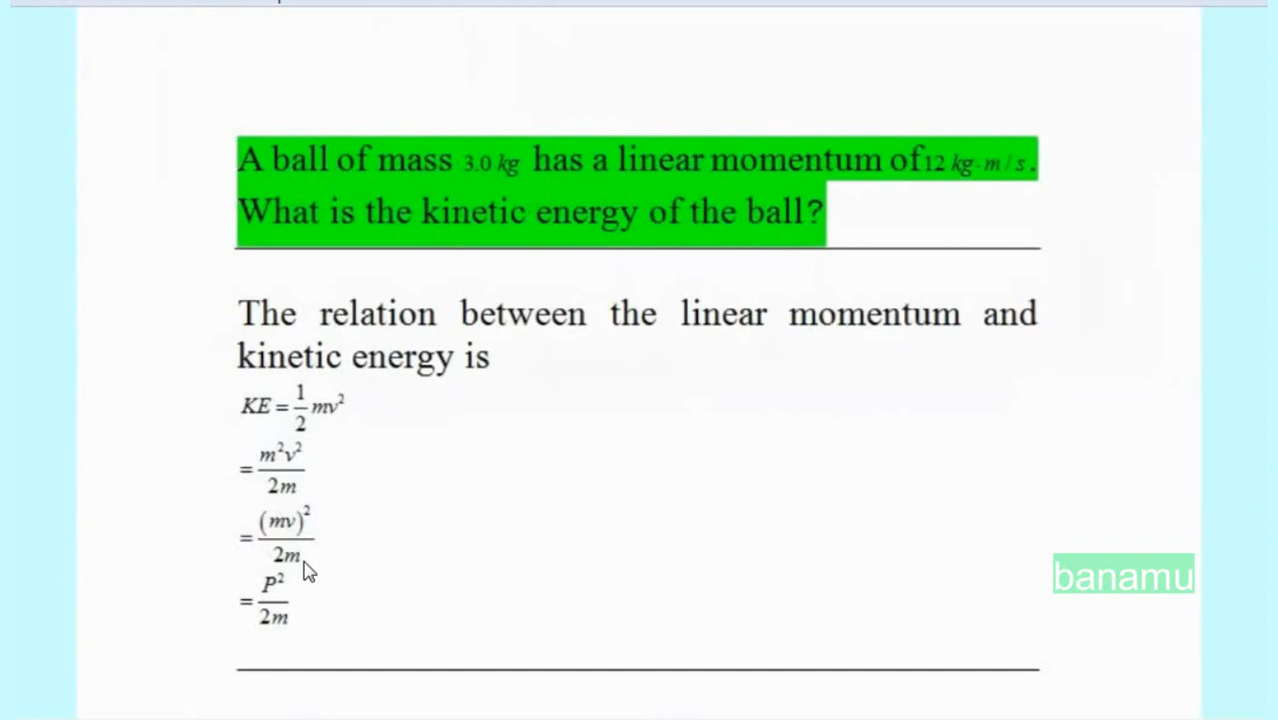 A ball of mass 3.0 kg has a linear momentum of 12 kg·m/s.
What is the kinetic energy of the ball?
The relation between the linear momentum and
kinetic energy is
KE = 1/2 mv²
= m²v²/2m
= (mv)²/2m
= P²/2m
banamu